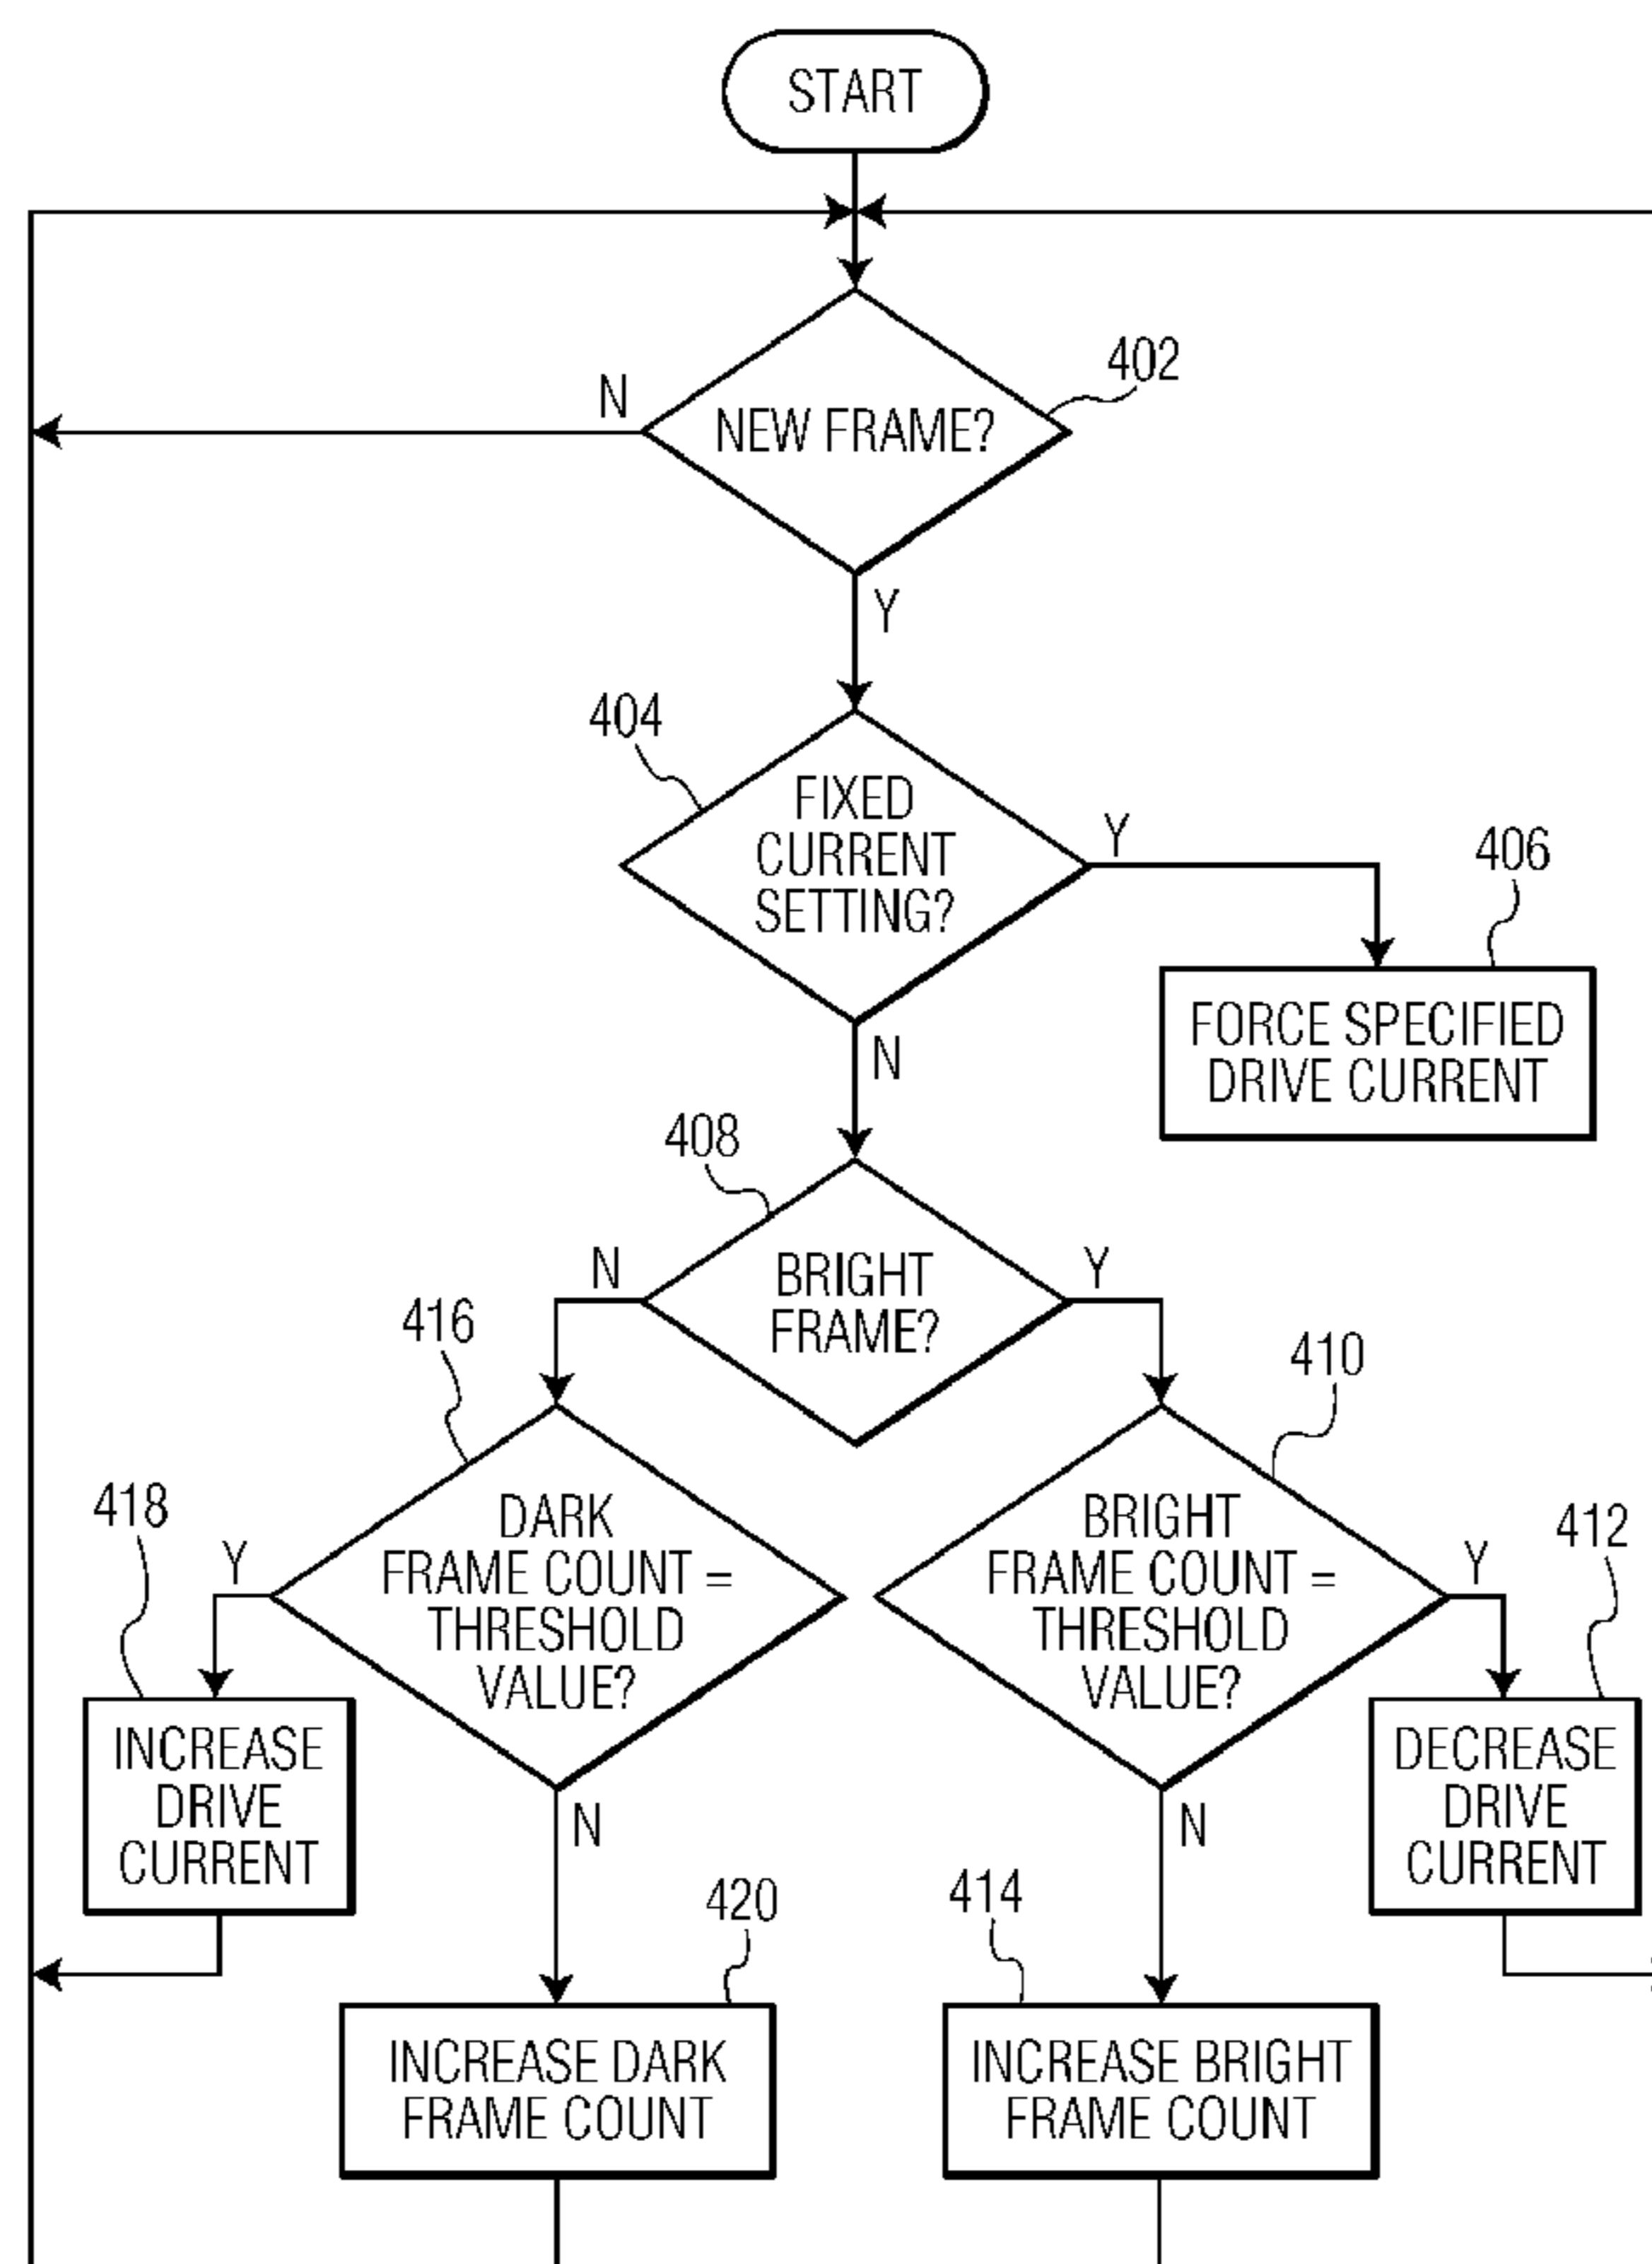 START
402
N
NEW FRAME?
Y
404
FIXED
CURRENT
SETTING?
Y
406
FORCE SPECIFIED
DRIVE CURRENT
N
408
N
BRIGHT
FRAME?
Y
416
410
418
Y
DARK
FRAME COUNT =
THRESHOLD
VALUE?
BRIGHT
FRAME COUNT =
THRESHOLD
VALUE?
Y
412
INCREASE
DRIVE
CURRENT
N
N
DECREASE
DRIVE
CURRENT
420
414
INCREASE DARK
FRAME COUNT
INCREASE BRIGHT
FRAME COUNT